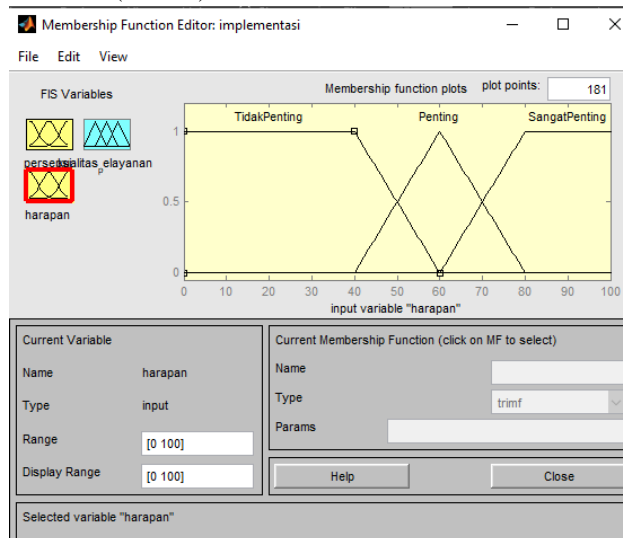 Membership Function Editor: implementasi
File Edit View
FIS Variables
Membership function plots plot points: 181
harapan
TidakPenting Penting SangatPenting
1
0.5
0
0 10 20 30 40 50 60 70 80 90 100
input variable "harapan"
Current Variable
Name harapan
Type input
Range [0 100]
Display Range [0 100]
Current Membership Function (click on MF to select)
Name
Type trimf
Params
Help Close
Selected variable "harapan"